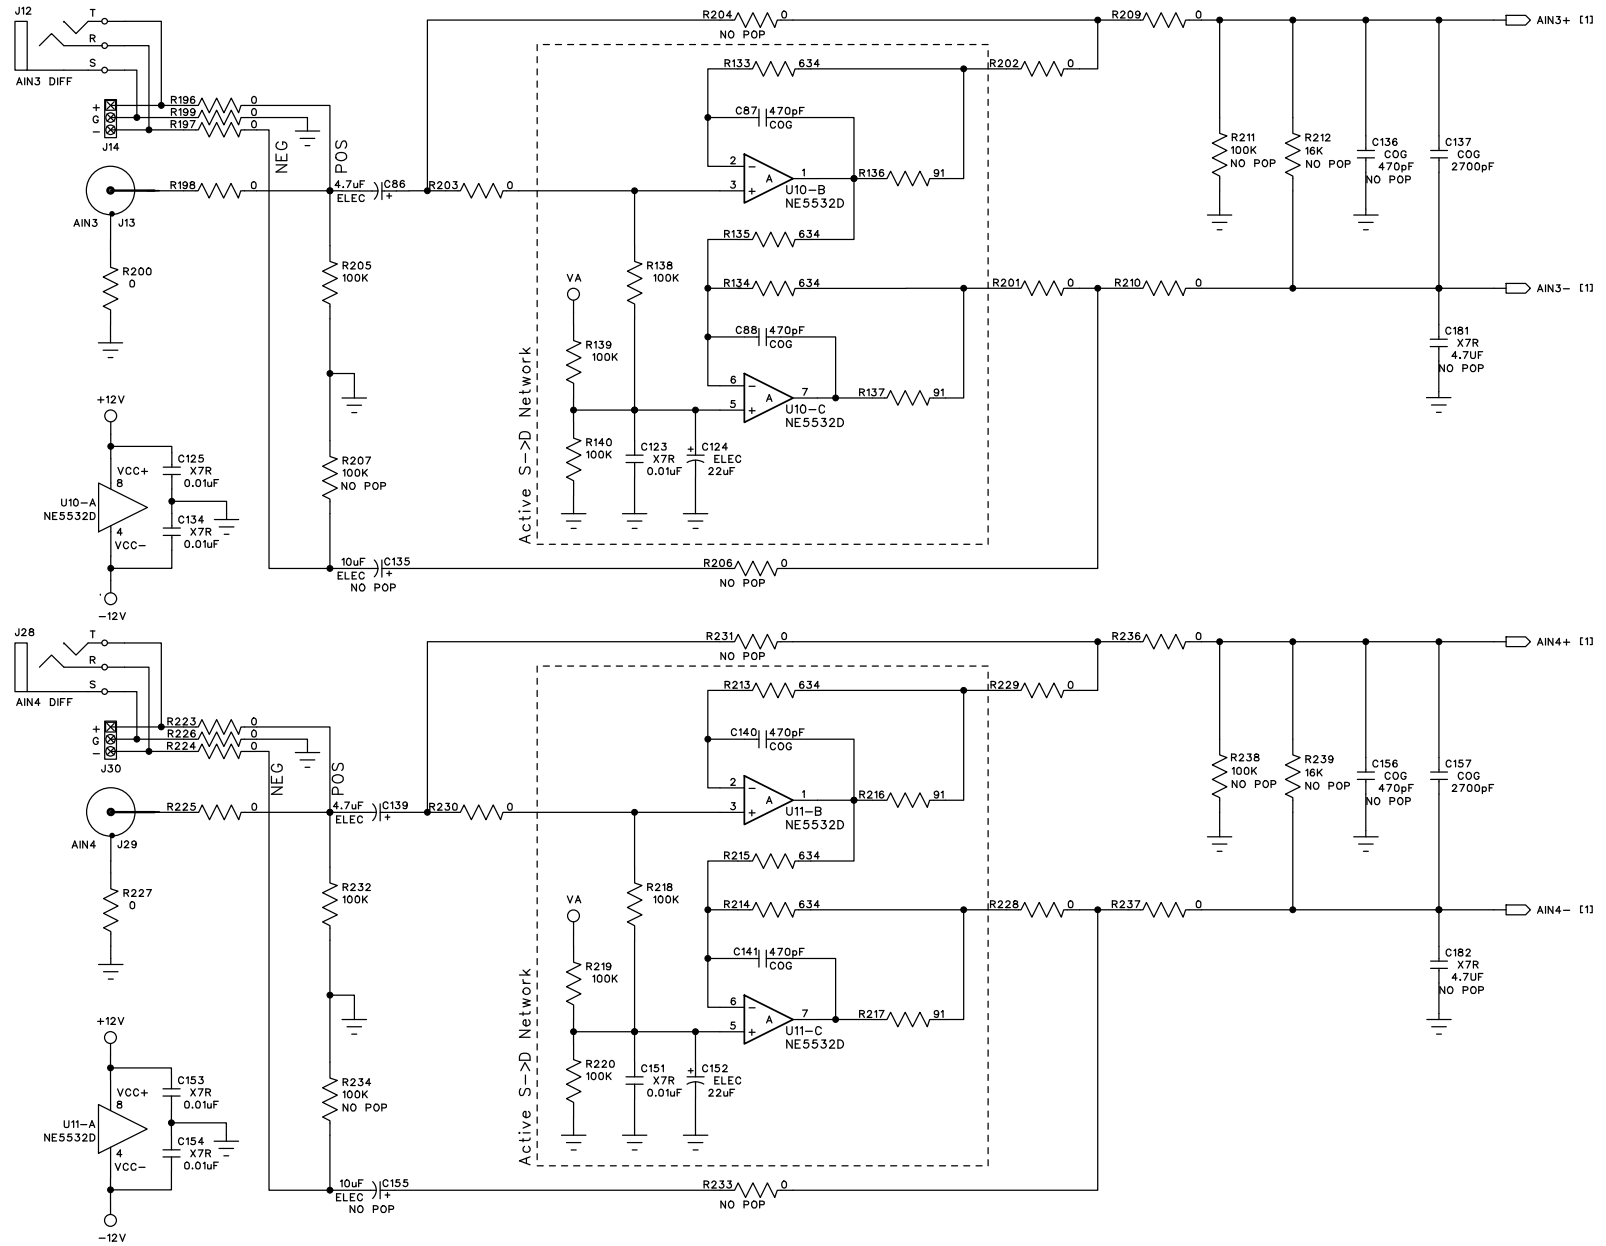 J12
T
R
S
AIN3 DIFF
+
G
-
J14
R196 0
R199 0
R197 0
NEG
POS
R198 0
AIN3 J13
R200
0
4.7uF C86
ELEC +
R203 0
R204 0
NO POP
R205
100K
R207
100K
NO POP
10uF C135
ELEC +
NO POP
R206 0
NO POP
+12V
VCC+
8
U10-A
NE5532D
4
VCC-
-12V
C125
X7R
0.01uF
C134
X7R
0.01uF
Active S->D Network
R133 634
C87 470pF
COG
2 -
3 +
A
1
U10-B
NE5532D
R136 91
R135 634
R134 634
C88 470pF
COG
6 -
5 +
A
7
U10-C
NE5532D
R137 91
R138
100K
VA
R139
100K
R140
100K
C123
X7R
0.01uF
+ C124
ELEC
22uF
R202 0
R201 0
R209 0
R210 0
R211
100K
NO POP
R212
16K
NO POP
C136
COG
470pF
NO POP
C137
COG
2700pF
C181
X7R
4.7UF
NO POP
AIN3+ [1]
AIN3- [1]
J28
T
R
S
AIN4 DIFF
+
G
-
J30
R223 0
R226 0
R224 0
NEG
POS
R225 0
AIN4 J29
R227
0
4.7uF C139
ELEC +
R230 0
R231 0
NO POP
R232
100K
R234
100K
NO POP
10uF C155
ELEC +
NO POP
R233 0
NO POP
+12V
VCC+
8
U11-A
NE5532D
4
VCC-
-12V
C153
X7R
0.01uF
C154
X7R
0.01uF
Active S->D Network
R213 634
C140 470pF
COG
2 -
3 +
A
1
U11-B
NE5532D
R216 91
R215 634
R214 634
C141 470pF
COG
6 -
5 +
A
7
U11-C
NE5532D
R217 91
R218
100K
VA
R219
100K
R220
100K
C151
X7R
0.01uF
+ C152
ELEC
22uF
R229 0
R228 0
R236 0
R237 0
R238
100K
NO POP
R239
16K
NO POP
C156
COG
470pF
NO POP
C157
COG
2700pF
C182
X7R
4.7UF
NO POP
AIN4+ [1]
AIN4- [1]